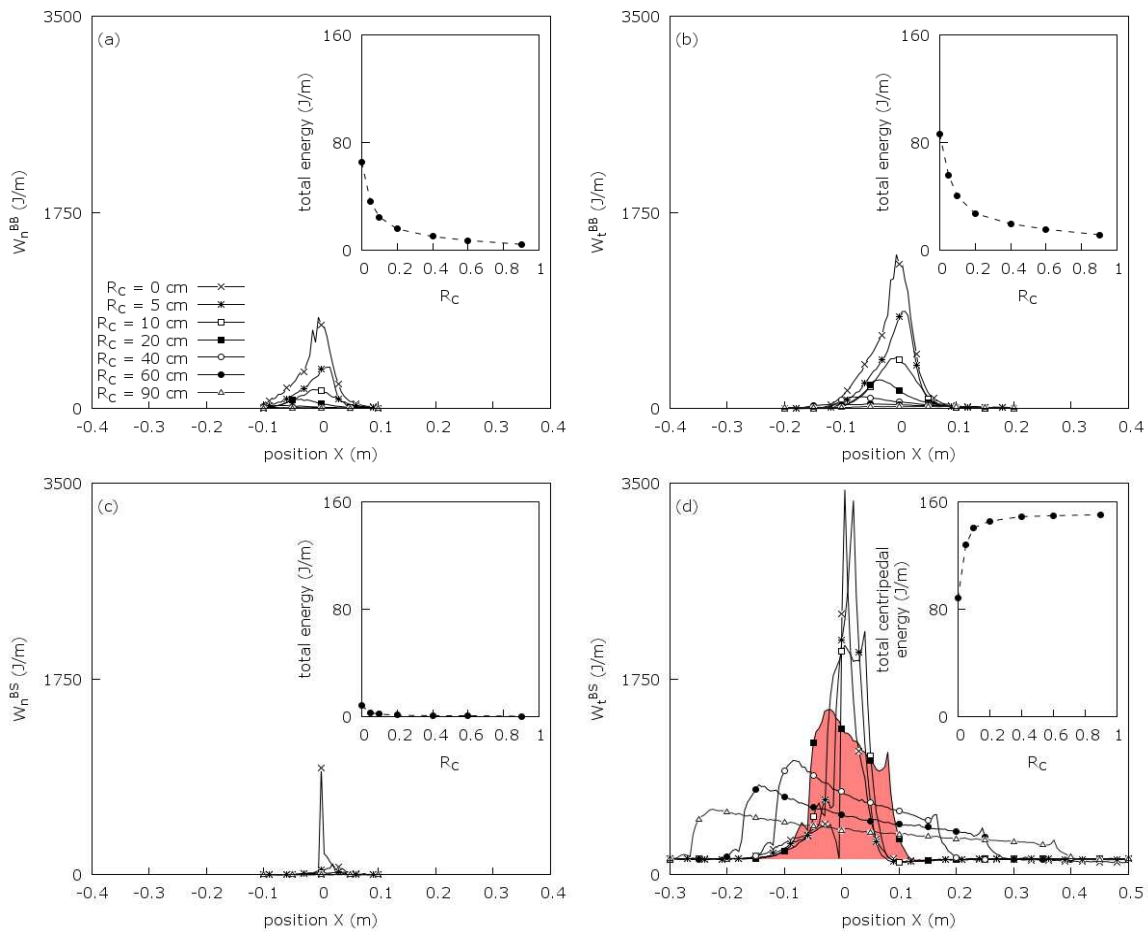 3500
(a)
160
total energy (J/m)
80
W_n^BB (J/m)
1750
0
0 0.2 0.4 0.6 0.8 1
R_C
R_C = 0 cm
R_C = 5 cm
R_C = 10 cm
R_C = 20 cm
R_C = 40 cm
R_C = 60 cm
R_C = 90 cm
0
-0.4 -0.3 -0.2 -0.1 0 0.1 0.2 0.3 0.4
position X (m)
3500
(b)
160
total energy (J/m)
80
W_t^BB (J/m)
1750
0
0 0.2 0.4 0.6 0.8 1
R_C
0
-0.4 -0.3 -0.2 -0.1 0 0.1 0.2 0.3 0.4
position X (m)
3500
(c)
160
total energy (J/m)
80
W_n^BS (J/m)
1750
0
0 0.2 0.4 0.6 0.8 1
R_C
0
-0.4 -0.3 -0.2 -0.1 0 0.1 0.2 0.3 0.4
position X (m)
3500
(d)
160
total centripedal
energy (J/m)
80
W_t^BS (J/m)
1750
0
0 0.2 0.4 0.6 0.8 1
R_C
0
-0.3 -0.2 -0.1 0 0.1 0.2 0.3 0.4 0.5
position X (m)